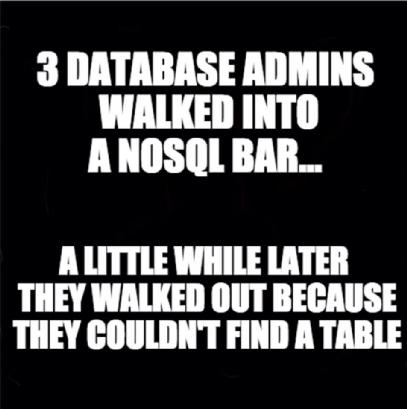 3 DATABASE ADMINS
WALKED INTO
A NOSQL BAR...
A LITTLE WHILE LATER
THEY WALKED OUT BECAUSE
THEY COULDN'T FIND A TABLE